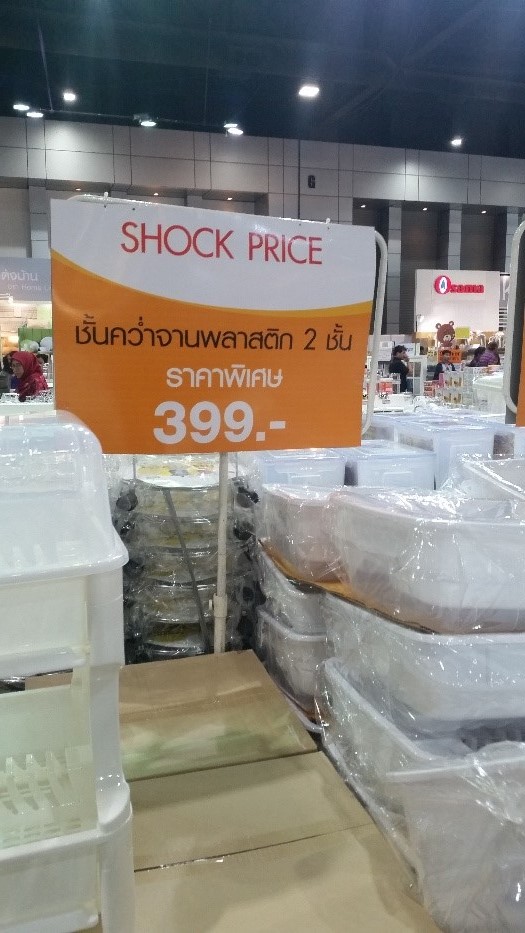 SHOCK PRICE
ชั้นคว่ำจานพลาสติก 2 ชั้น
ราคาพิเศษ
399.-
G
Osama